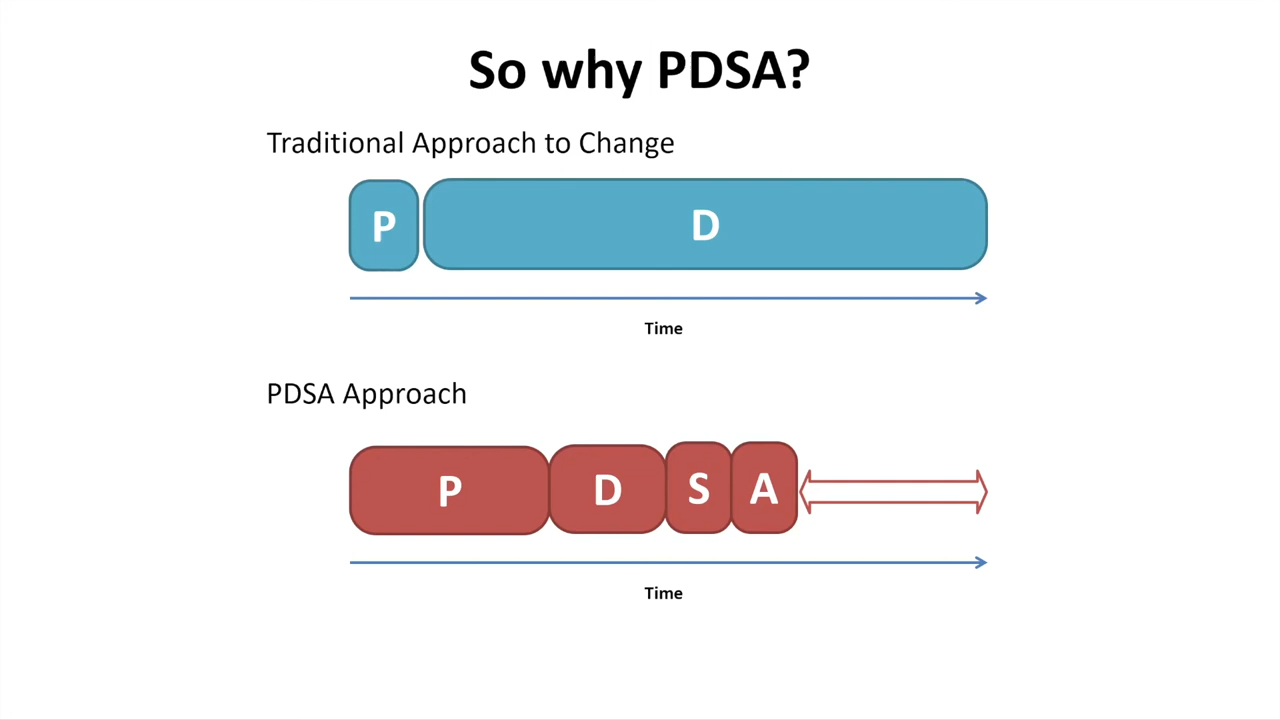 So why PDSA?
Traditional Approach to Change
P D
Time
PDSA Approach
P D S A
Time